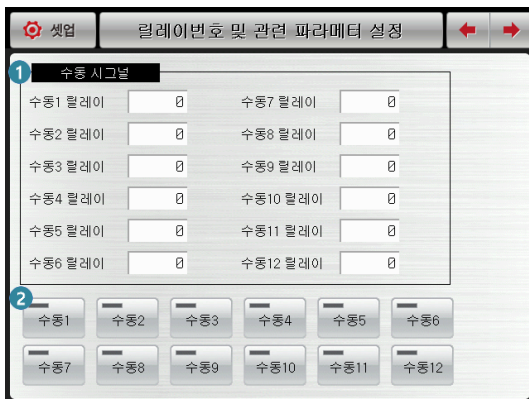 셋업 릴레이번호 및 관련 파라메터 설정
1 수동 시그널
수동1 릴레이 0 수동7 릴레이 0
수동2 릴레이 0 수동8 릴레이 0
수동3 릴레이 0 수동9 릴레이 0
수동4 릴레이 0 수동10 릴레이 0
수동5 릴레이 0 수동11 릴레이 0
수동6 릴레이 0 수동12 릴레이 0
2
수동1 수동2 수동3 수동4 수동5 수동6
수동7 수동8 수동9 수동10 수동11 수동12